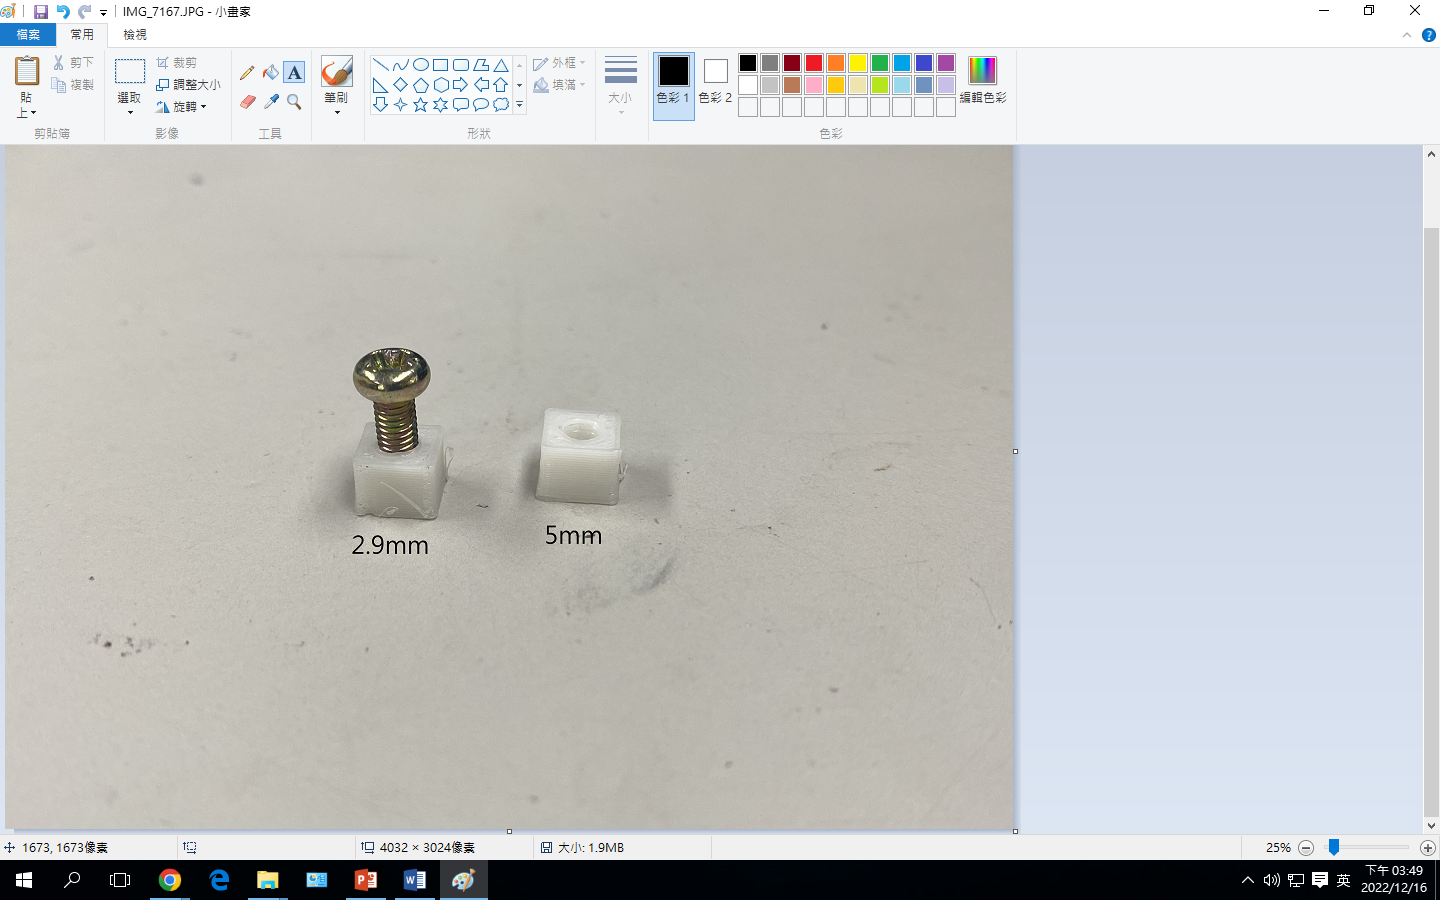 IMG_7167.JPG - 小畫家
檔案 常用 檢視
貼上 剪下 複製 剪貼簿
選取 裁剪 調整大小 旋轉 影像
A
工具
筆刷
形狀
外框 填滿
大小
色彩 1 色彩 2 編輯色彩
色彩
2.9mm
5mm
1673, 1673像素 4032 × 3024像素 大小: 1.9MB 25%
英 下午 03:49
2022/12/16